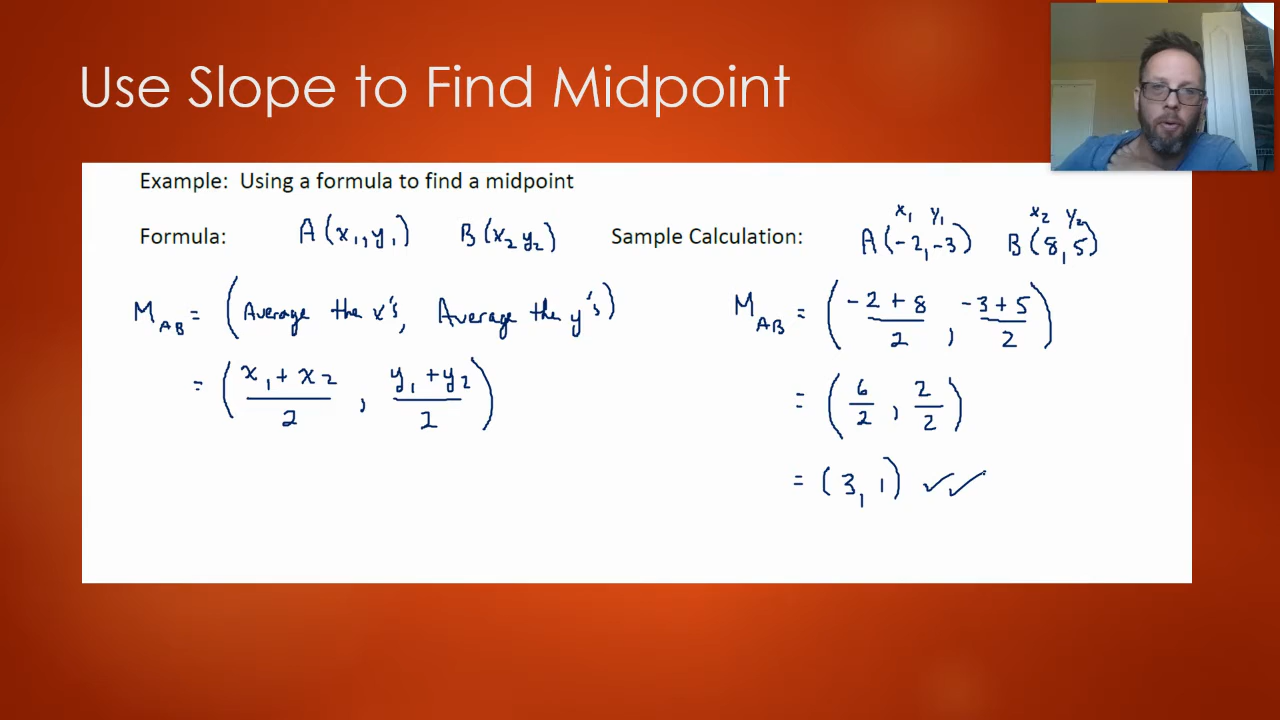 Use Slope to Find Midpoint
Example: Using a formula to find a midpoint
Formula: A(x₁, y₁) B(x₂ y₂)
M_AB = (Average the x's, Average the y's)
= (x₁ + x₂ / 2 , y₁ + y₂ / 2)
x₁ y₁ x₂ y₂
Sample Calculation: A(-2, -3) B(8, 5)
M_AB = (-2 + 8 / 2 , -3 + 5 / 2)
= (6/2 , 2/2)
= (3, 1) ✓✓